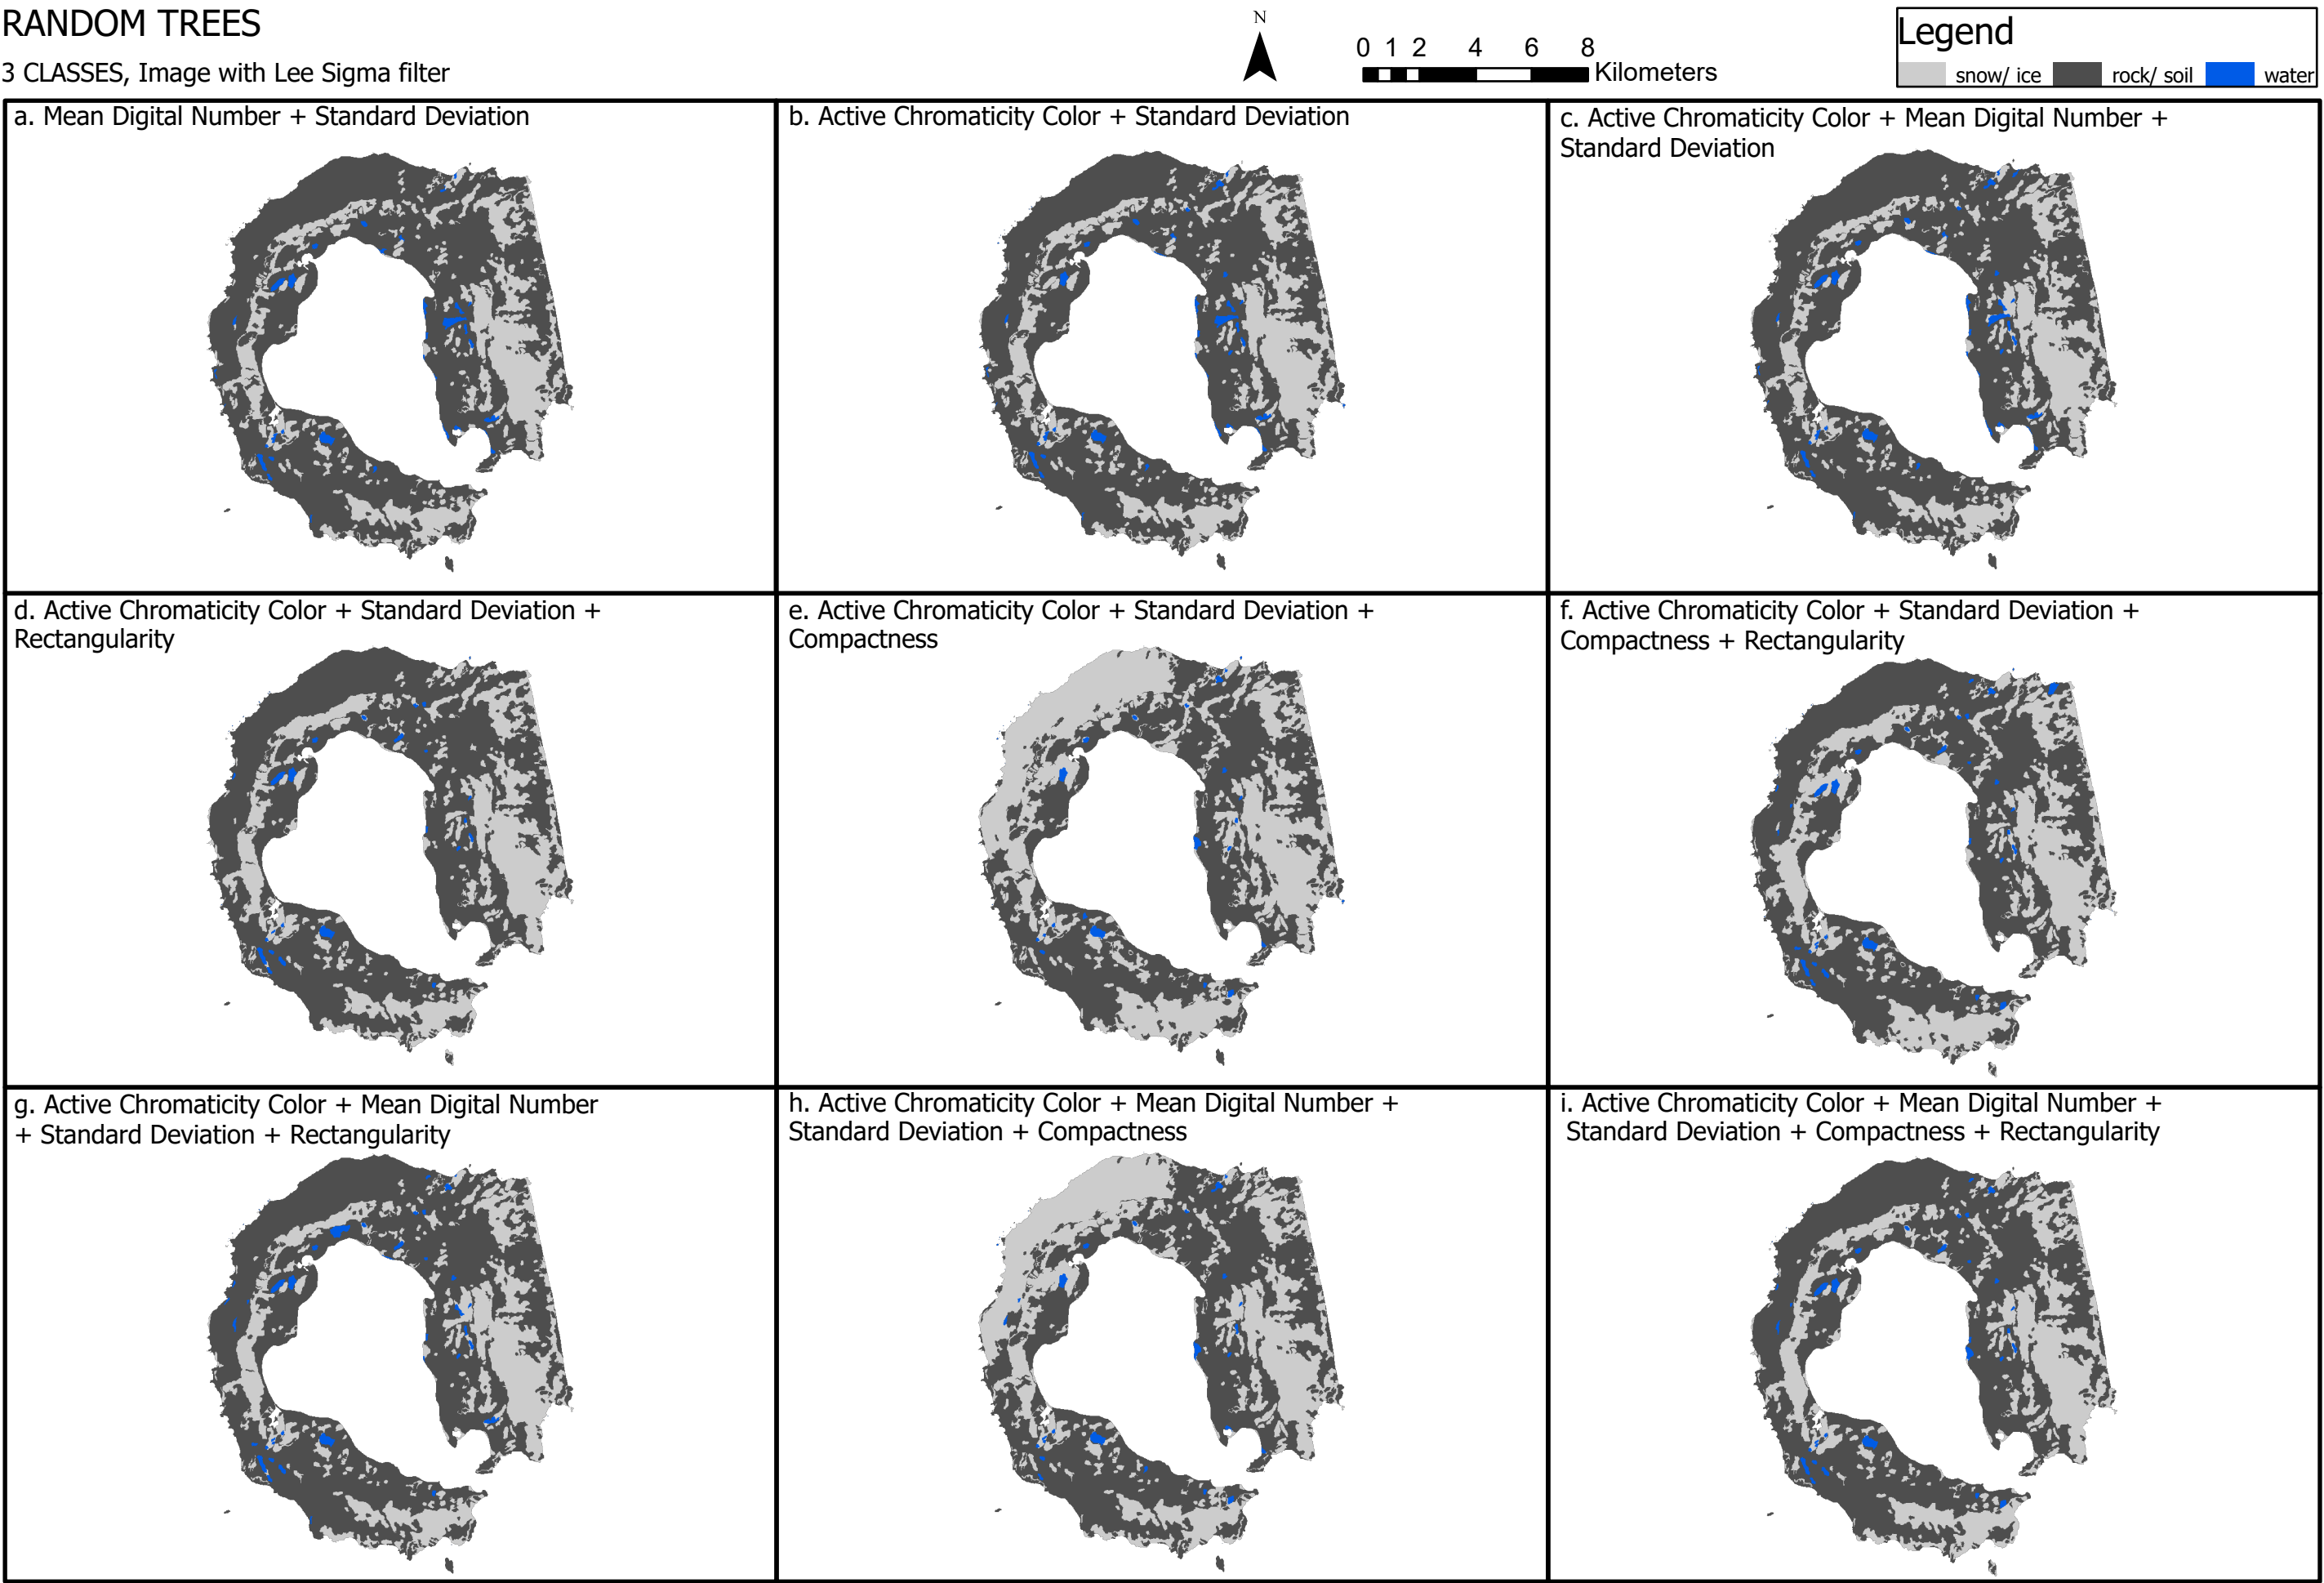 RANDOM TREES
3 CLASSES, Image with Lee Sigma filter
N
0 1 2 4 6 8
Kilometers
Legend
snow/ ice rock/ soil water
a. Mean Digital Number + Standard Deviation
b. Active Chromaticity Color + Standard Deviation
c. Active Chromaticity Color + Mean Digital Number +
Standard Deviation
d. Active Chromaticity Color + Standard Deviation +
Rectangularity
e. Active Chromaticity Color + Standard Deviation +
Compactness
f. Active Chromaticity Color + Standard Deviation +
Compactness + Rectangularity
g. Active Chromaticity Color + Mean Digital Number
+ Standard Deviation + Rectangularity
h. Active Chromaticity Color + Mean Digital Number +
Standard Deviation + Compactness
i. Active Chromaticity Color + Mean Digital Number +
Standard Deviation + Compactness + Rectangularity